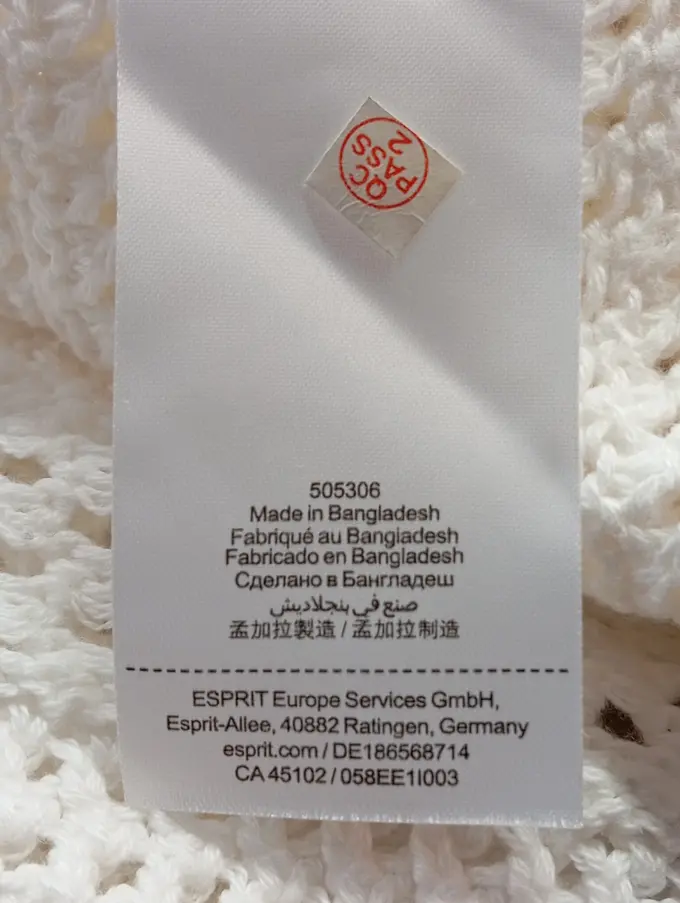 QC
PASS
2
505306
Made in Bangladesh
Fabriqué au Bangladesh
Fabricado en Bangladesh
Сделано в Бангладеш
صنع في بنجلاديش
孟加拉製造 / 孟加拉制造
ESPRIT Europe Services GmbH,
Esprit-Allee, 40882 Ratingen, Germany
esprit.com / DE186568714
CA 45102 / 058EE1I003